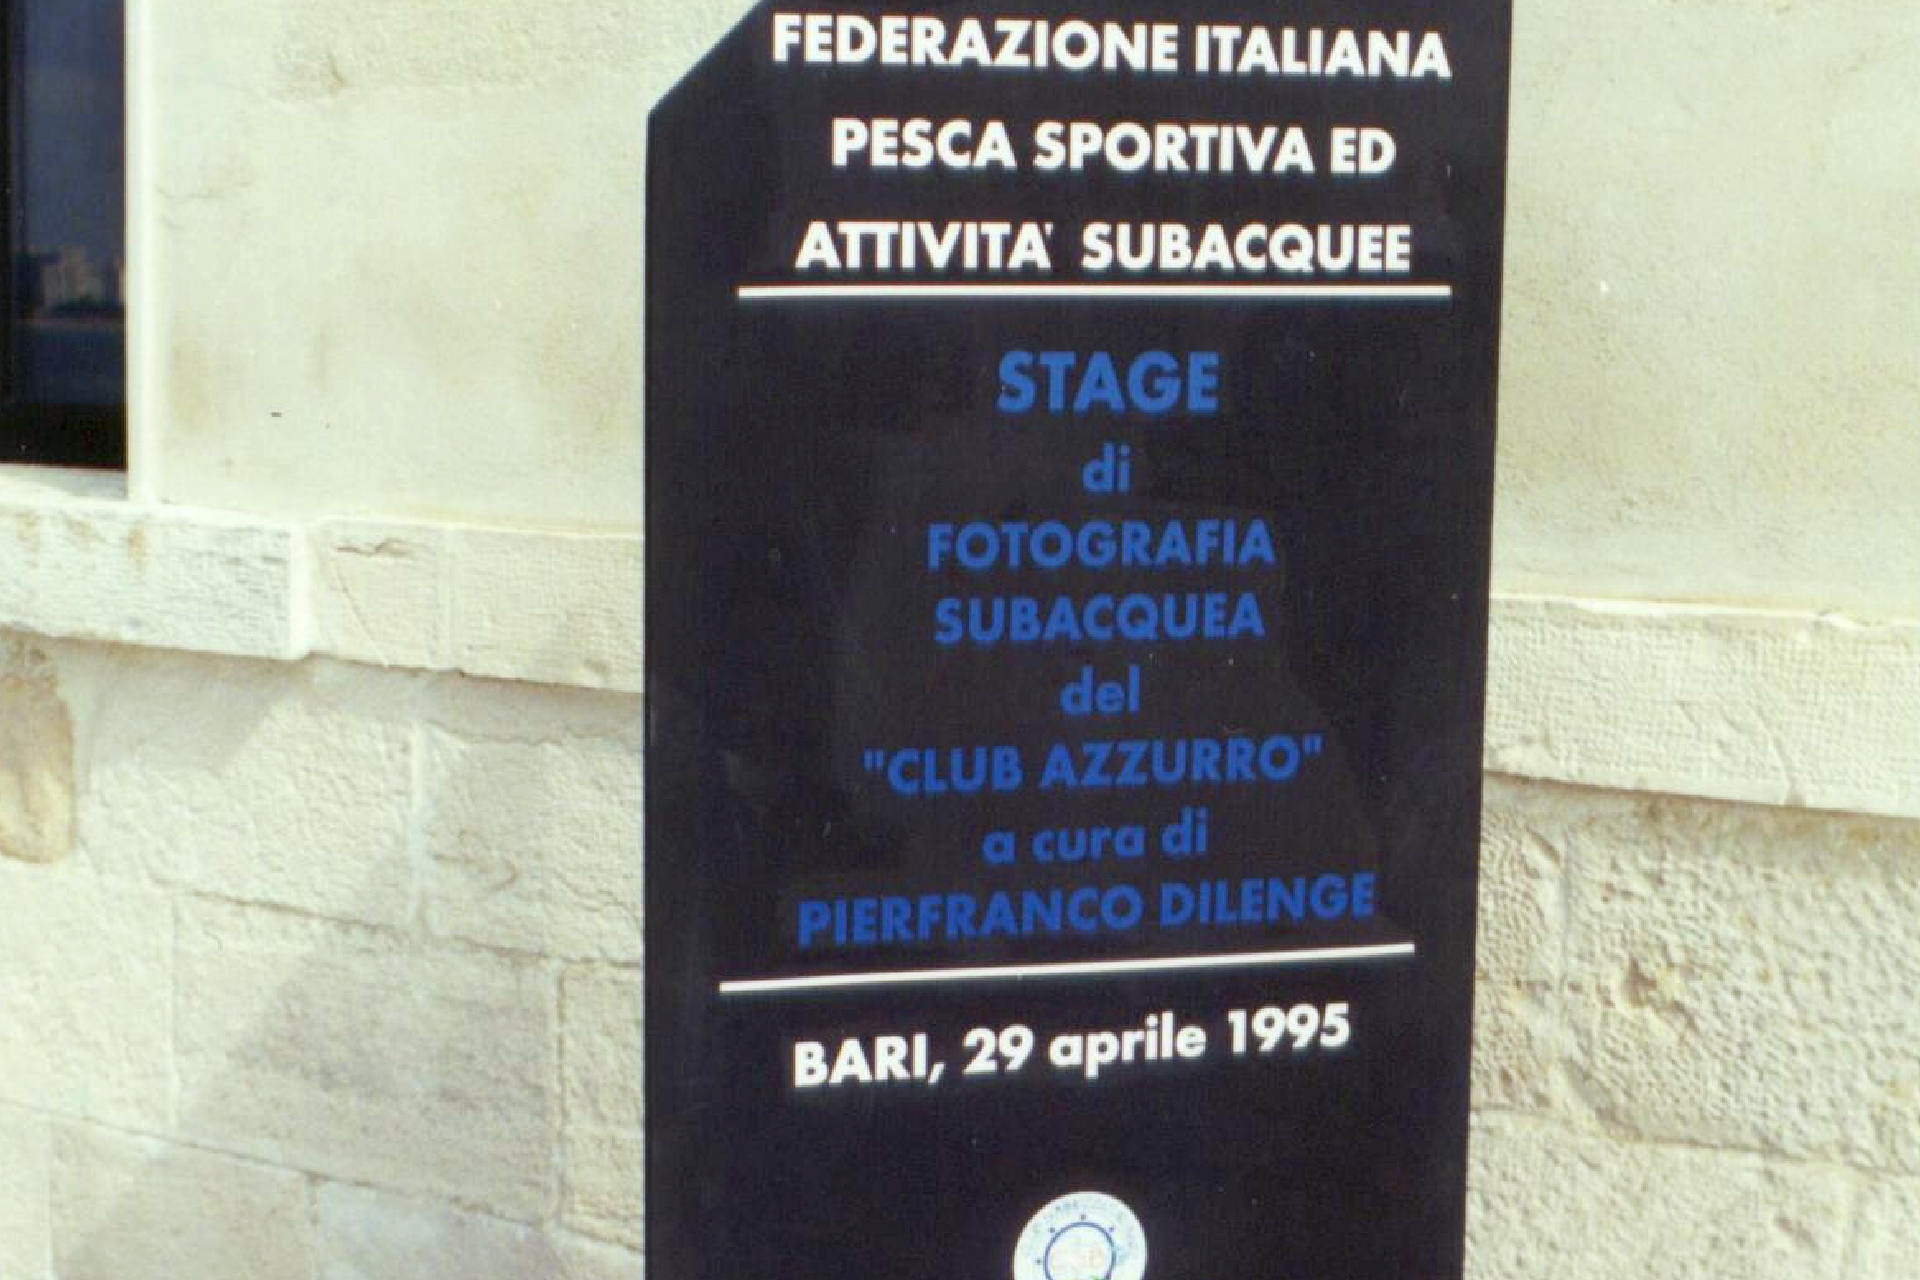 FEDERAZIONE ITALIANA
PESCA SPORTIVA ED
ATTIVITA' SUBACQUEE
STAGE
di
FOTOGRAFIA
SUBACQUEA
del
"CLUB AZZURRO"
a cura di
PIERFRANCO DILENGE
BARI, 29 aprile 1995